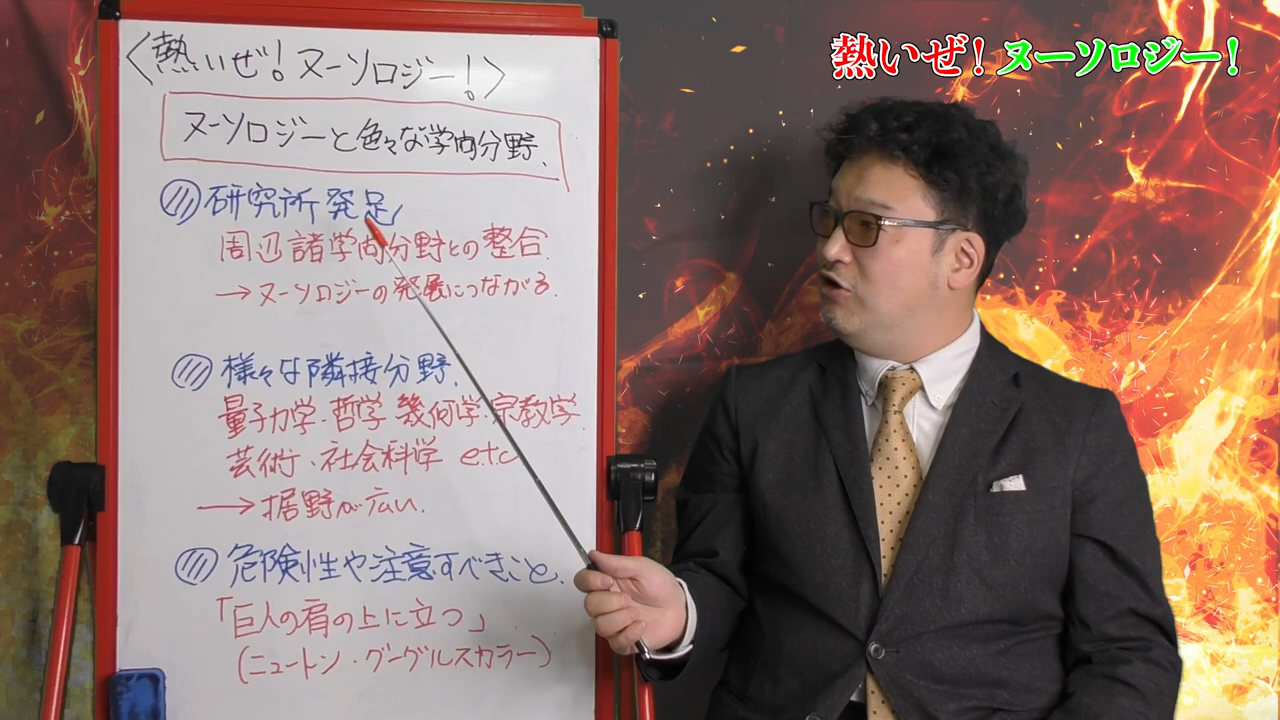 熱いぜ！ヌーソロジー！
〈熱いぜ！ヌーソロジー！〉
ヌーソロジーと色々な学問分野.
研究所発足/
周辺諸学問分野との整合.
→ヌーソロジーの発展につながる.
様々な隣接分野.
量子力学・哲学・幾何学・宗教学
芸術、社会科学 e.t.c
→裾野が広い.
危険性や注意すべきこと.
「巨人の肩の上に立つ」
(ニュートン・グーグルスカラー)